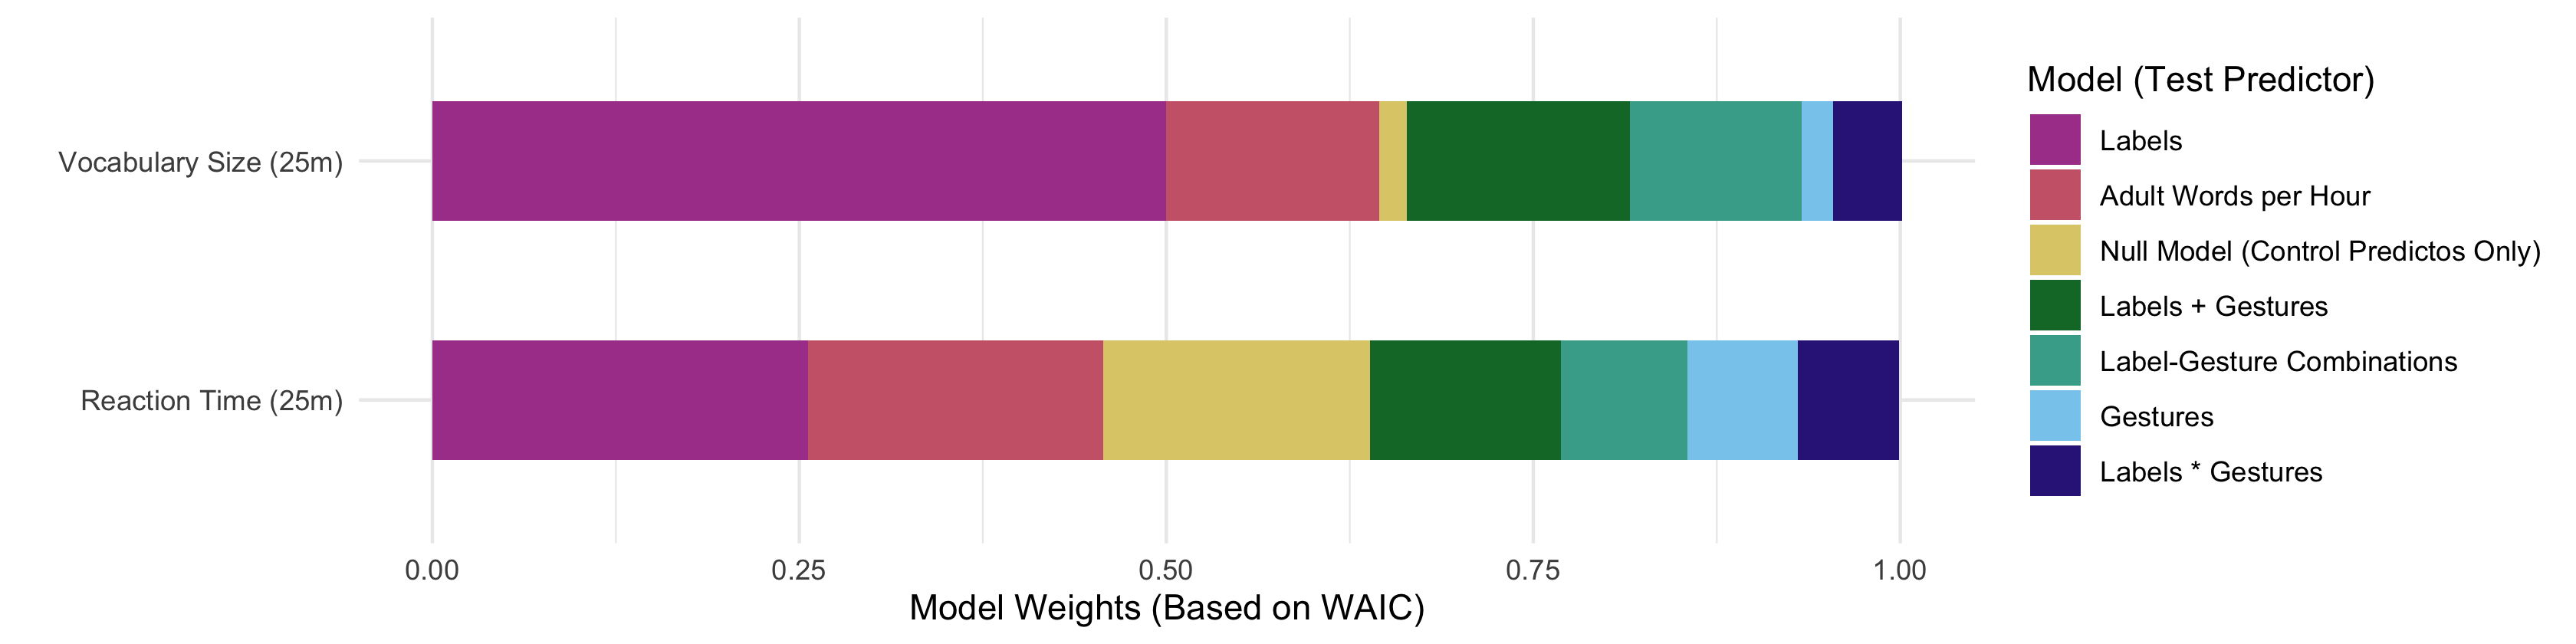 Vocabulary Size (25m)
Reaction Time (25m)
0.00
0.25
0.50
0.75
1.00
Model Weights (Based on WAIC)
Model (Test Predictor)
Labels
Adult Words per Hour
Null Model (Control Predictos Only)
Labels + Gestures
Label-Gesture Combinations
Gestures
Labels * Gestures